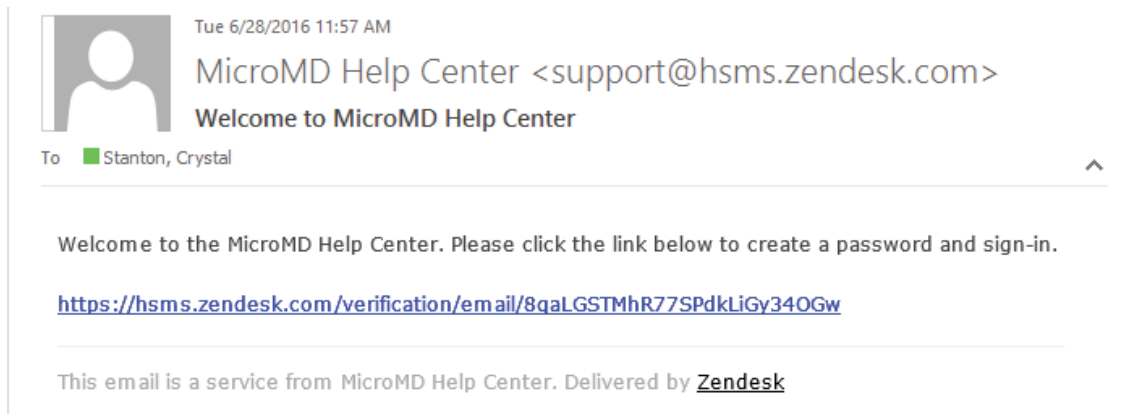 Tue 6/28/2016 11:57 AM
MicroMD Help Center <support@hsms.zendesk.com>
Welcome to MicroMD Help Center
To Stanton, Crystal
Welcome to the MicroMD Help Center. Please click the link below to create a password and sign-in.
https://hsms.zendesk.com/verification/email/8qaLGSTMhR77SPdkLiGy34OGw
This email is a service from MicroMD Help Center. Delivered by Zendesk